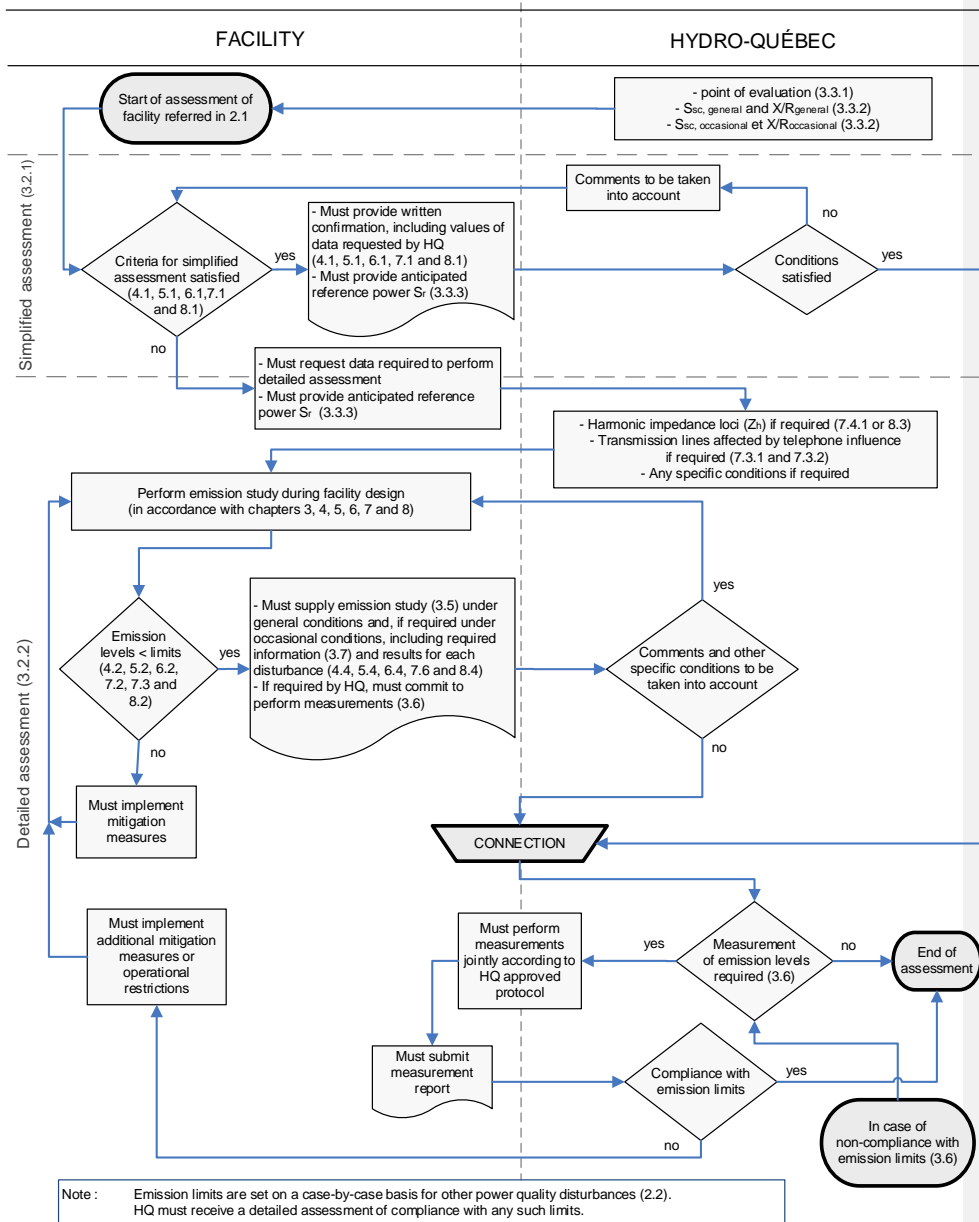 FACILITY
HYDRO-QUÉBEC
Start of assessment of
facility referred in 2.1
- point of evaluation (3.3.1)
- Ssc, general and X/Rgeneral (3.3.2)
- Ssc, occasional et X/Roccasional (3.3.2)
Simplified assessment (3.2.1)
Comments to be taken
into account
no
Criteria for simplified
assessment satisfied
(4.1, 5.1, 6.1,7.1
and 8.1)
yes
- Must provide written
confirmation, including values of
data requested by HQ
(4.1, 5.1, 6.1, 7.1 and 8.1)
- Must provide anticipated
reference power Sr (3.3.3)
Conditions
satisfied
yes
no
- Must request data required to perform
detailed assessment
- Must provide anticipated reference
power Sr (3.3.3)
- Harmonic impedance loci (Zh) if required (7.4.1 or 8.3)
- Transmission lines affected by telephone influence
if required (7.3.1 and 7.3.2)
- Any specific conditions if required
Detailed assessment (3.2.2)
Perform emission study during facility design
(in accordance with chapters 3, 4, 5, 6, 7 and 8)
Emission
levels < limits
(4.2, 5.2, 6.2,
7.2, 7.3 and
8.2)
yes
- Must supply emission study (3.5) under
general conditions and, if required under
occasional conditions, including required
information (3.7) and results for each
disturbance (4.4, 5.4, 6.4, 7.6 and 8.4)
- If required by HQ, must commit to
perform measurements (3.6)
yes
Comments and other
specific conditions to be
taken into account
no
no
Must implement
mitigation
measures
CONNECTION
Must implement
additional mitigation
measures or
operational
restrictions
Must perform
measurements
jointly according to
HQ approved
protocol
yes
Measurement
of emission levels
required (3.6)
no
End of
assessment
Must submit
measurement
report
Compliance with
emission limits
yes
no
In case of
non-compliance with
emission limits (3.6)
Note : Emission limits are set on a case-by-case basis for other power quality disturbances (2.2).
HQ must receive a detailed assessment of compliance with any such limits.